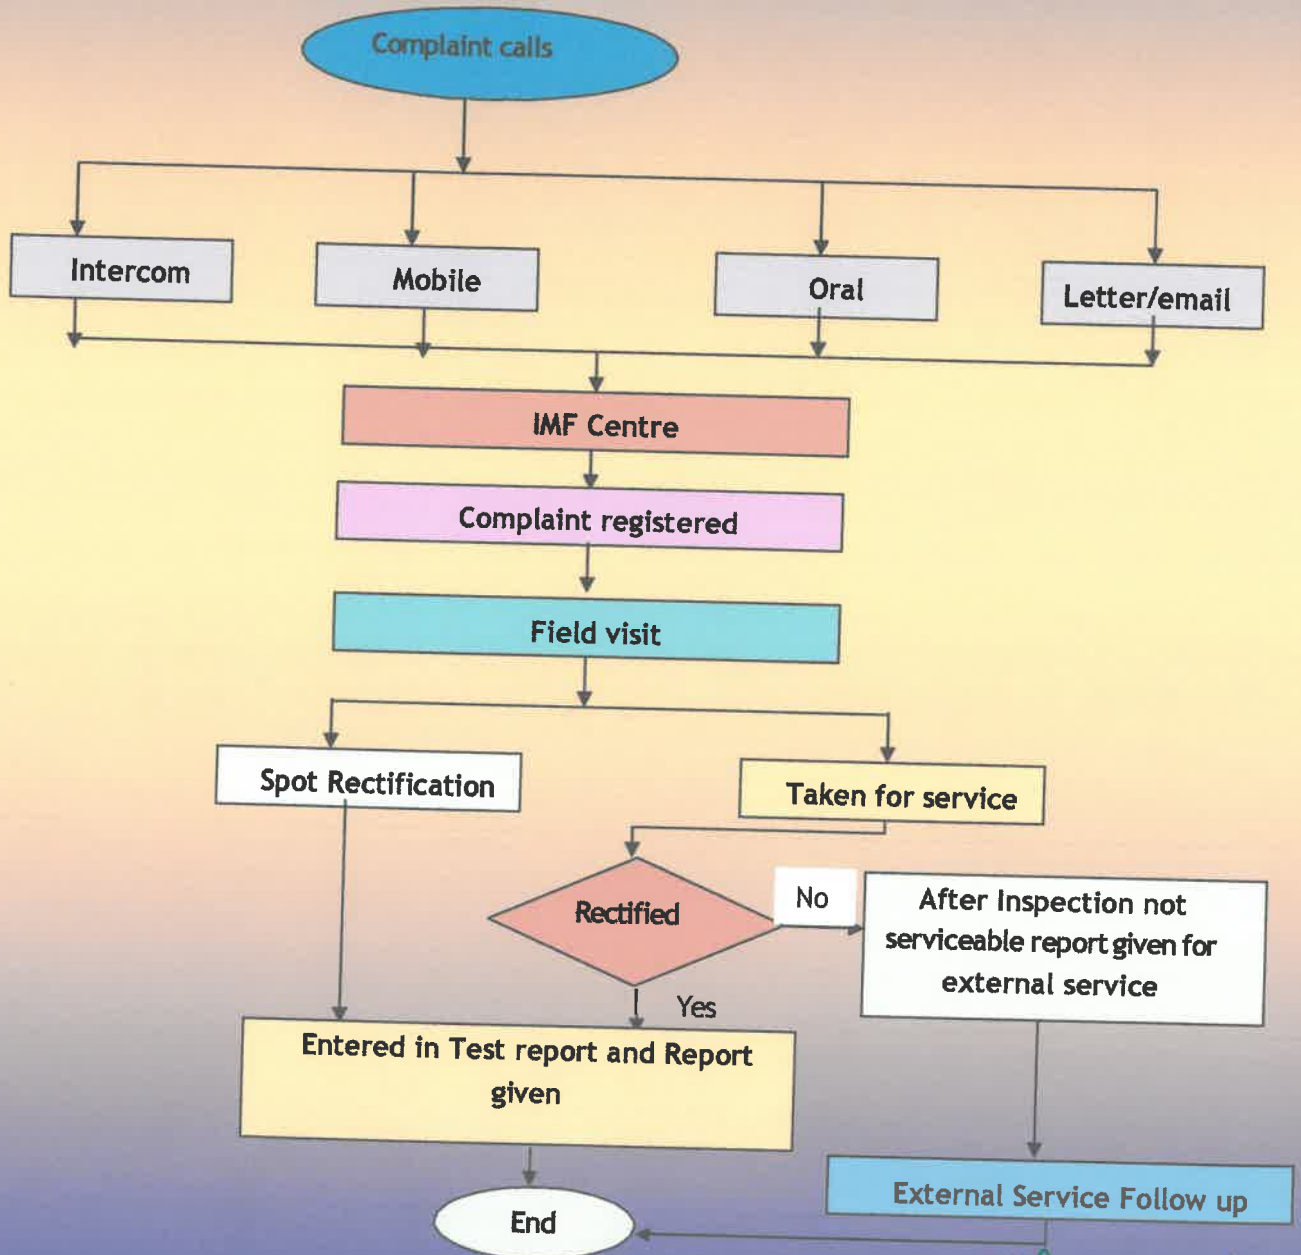 Complaint calls
Intercom
Mobile
Oral
Letter/email
IMF Centre
Complaint registered
Field visit
Spot Rectification
Taken for service
Rectified
No
After Inspection not
serviceable report given for
external service
Yes
Entered in Test report and Report
given
External Service Follow up
End